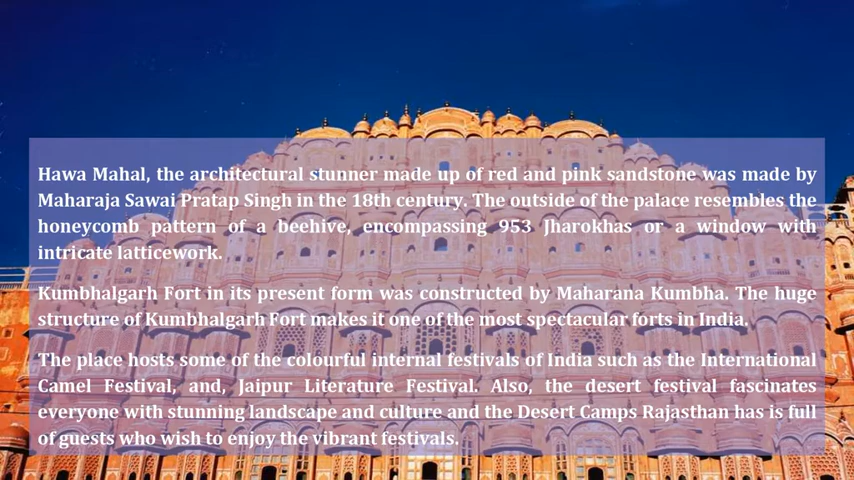 Hawa Mahal, the architectural stunner made up of red and pink sandstone was made by
Maharaja Sawai Pratap Singh in the 18th century. The outside of the palace resembles the
honeycomb pattern of a beehive, encompassing 953 Jharokhas or a window with
intricate latticework.
Kumbhalgarh Fort in its present form was constructed by Maharana Kumbha. The huge
structure of Kumbhalgarh Fort makes it one of the most spectacular forts in India.
The place hosts some of the colourful internal festivals of India such as the International
Camel Festival, and, Jaipur Literature Festival. Also, the desert festival fascinates
everyone with stunning landscape and culture and the Desert Camps Rajasthan has is full
of guests who wish to enjoy the vibrant festivals.